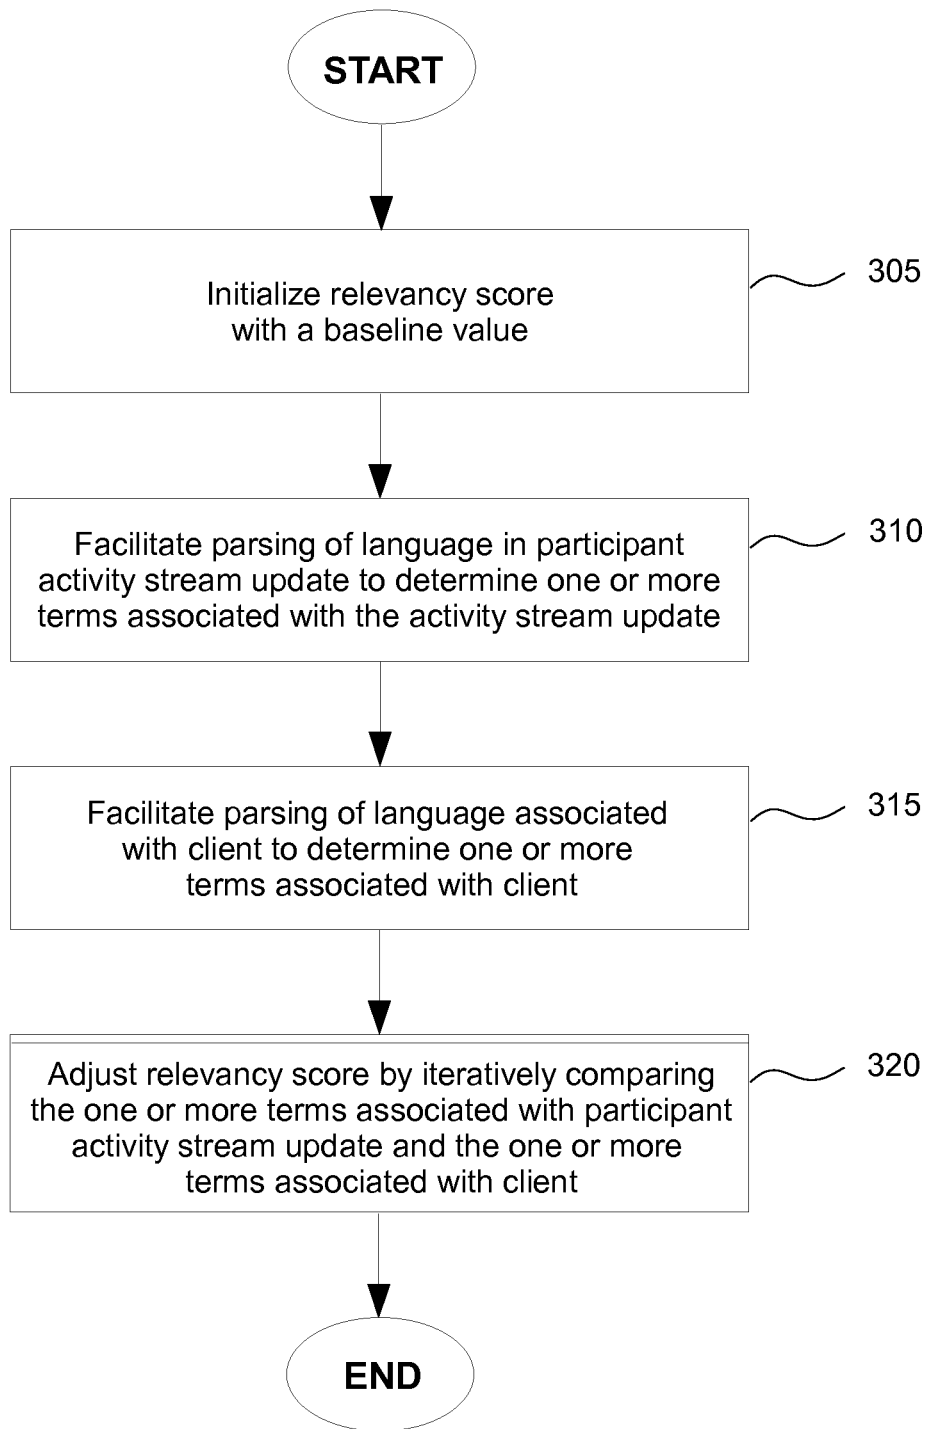 START
Initialize relevancy score
with a baseline value
305
Facilitate parsing of language in participant
activity stream update to determine one or more
terms associated with the activity stream update
310
Facilitate parsing of language associated
with client to determine one or more
terms associated with client
315
Adjust relevancy score by iteratively comparing
the one or more terms associated with participant
activity stream update and the one or more
terms associated with client
320
END